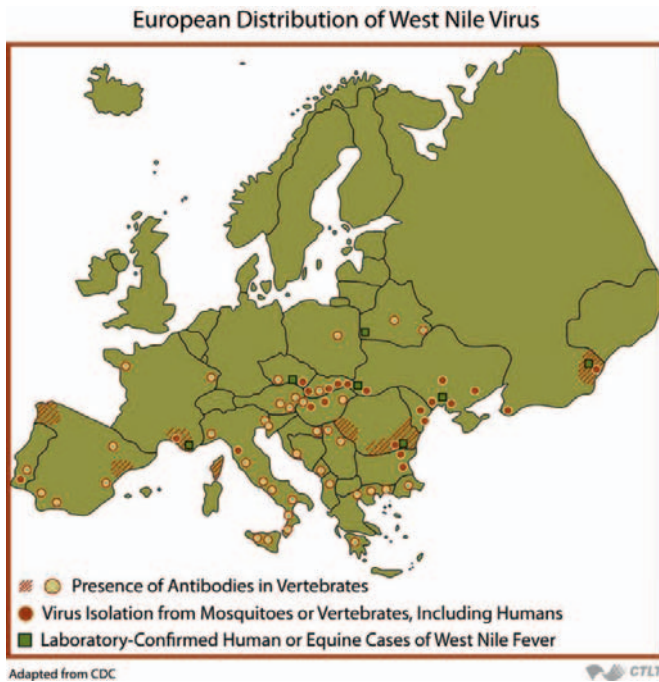 European Distribution of West Nile Virus
Presence of Antibodies in Vertebrates
Virus Isolation from Mosquitoes or Vertebrates, Including Humans
Laboratory-Confirmed Human or Equine Cases of West Nile Fever
Adapted from CDC
CTLT